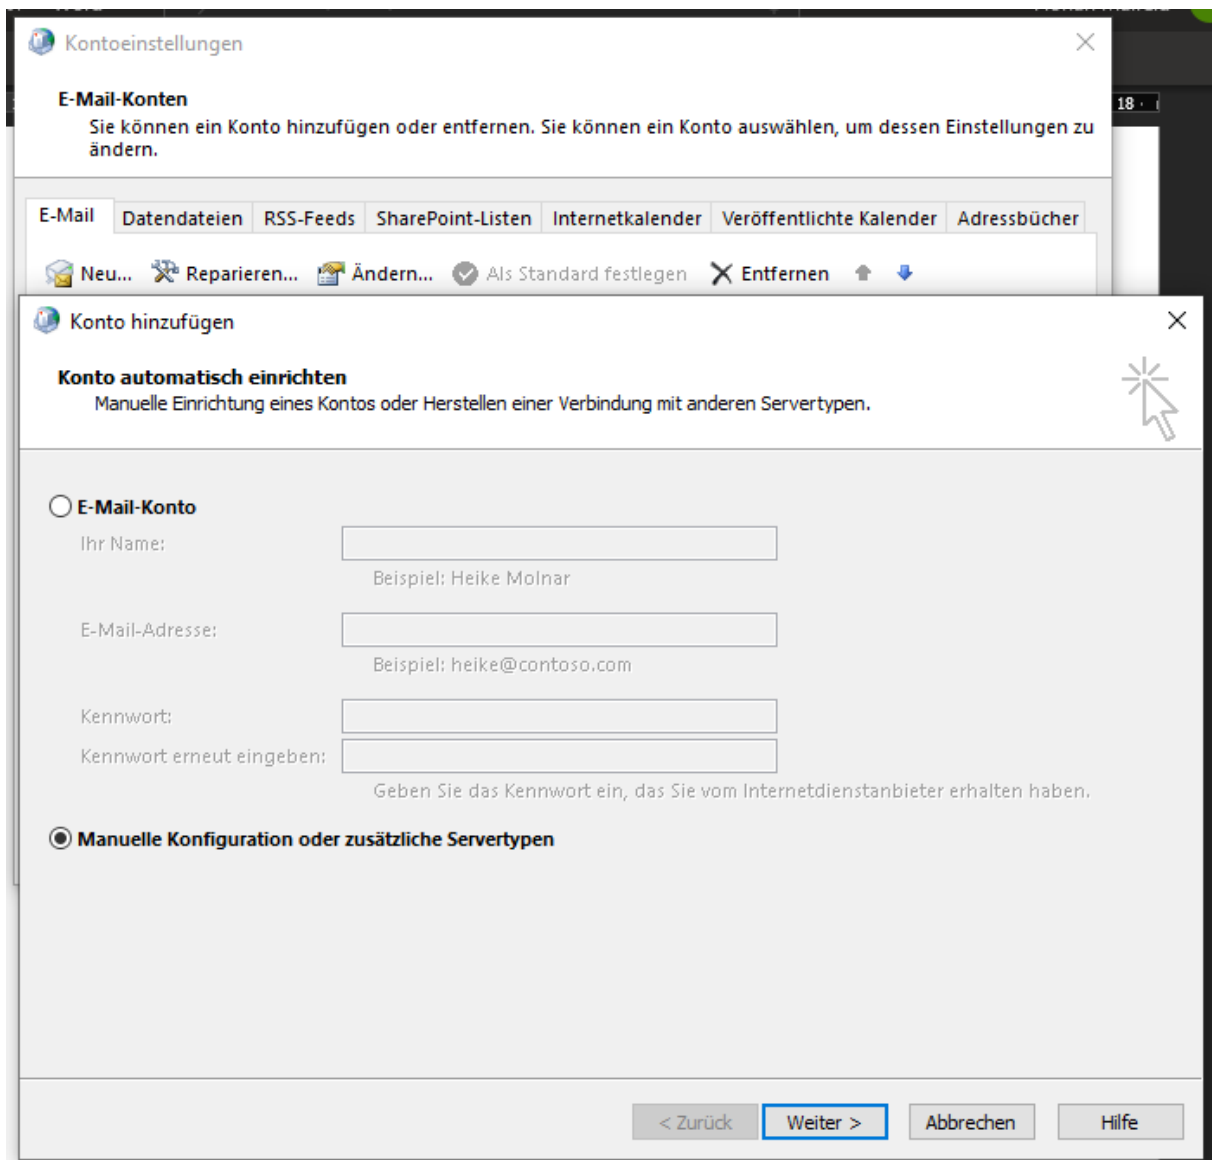 Kontoeinstellungen
E-Mail-Konten
Sie können ein Konto hinzufügen oder entfernen. Sie können ein Konto auswählen, um dessen Einstellungen zu
ändern.
18
E-Mail Datendateien RSS-Feeds SharePoint-Listen Internetkalender Veröffentlichte Kalender Adressbücher
Neu... Reparieren... Ändern... Als Standard festlegen Entfernen
Konto hinzufügen
Konto automatisch einrichten
Manuelle Einrichtung eines Kontos oder Herstellen einer Verbindung mit anderen Servertypen.
E-Mail-Konto
Ihr Name:
Beispiel: Heike Molnar
E-Mail-Adresse:
Beispiel: heike@contoso.com
Kennwort:
Kennwort erneut eingeben:
Geben Sie das Kennwort ein, das Sie vom Internetdienstanbieter erhalten haben.
Manuelle Konfiguration oder zusätzliche Servertypen
< Zurück Weiter > Abbrechen Hilfe